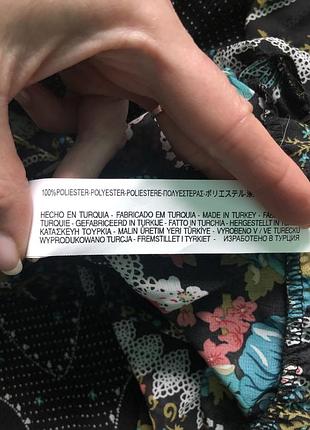 100%POLIESTER-POLYESTER-POLIESTERE-ΠΟΛΥΕΣΤΕΡΑΣ-ポリエステル-聚
HECHO EN TURQUIA - FABRICADO EM TURQUIA - MADE IN TURKEY -
TURQUIE - GEFABRICEERD IN TURKIJE - FATTO IN TURCHIA- HERGESTELLT IN
ΚΑΤΑΣΚΕΥΗ ΤΟΥΡΚΙΑ - MALIN ÜRETIM YERI TÜRKIYE - VYROBENO V / VE TURECKU
WYPRODUKOWANO TURCJA - FREMSTILLET I TYRKIET - ИЗРАБОТЕНО В ТУРЦИЯ